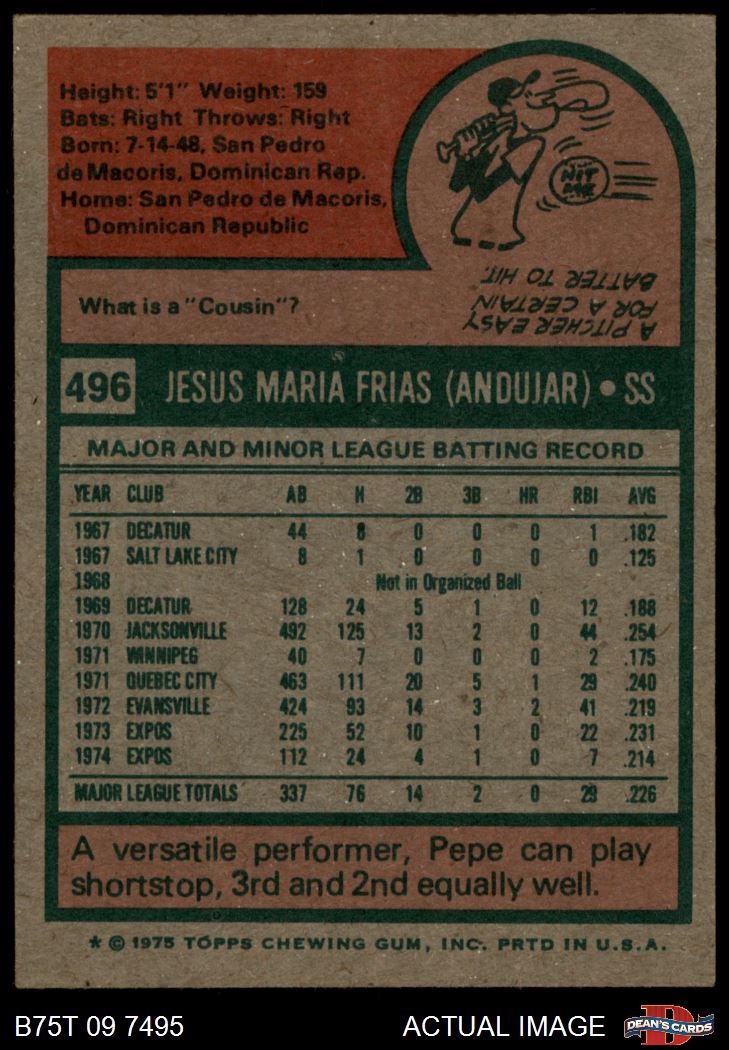 Height: 5'1" Weight: 159
Bats: Right Throws: Right
Born: 7-14-48, San Pedro
de Macoris, Dominican Rep.
Home: San Pedro de Macoris,
Dominican Republic
HIT
ME
What is a "Cousin"?
A PITCHER EASY
FOR A CERTAIN
BATTER TO HIT.
496 JESUS MARIA FRIAS (ANDUJAR) • SS
MAJOR AND MINOR LEAGUE BATTING RECORD
YEAR CLUB AB H 2B 3B HR RBI AVG
1967 DECATUR 44 8 0 0 0 1 .182
1967 SALT LAKE CITY 8 1 0 0 0 0 .125
1968 Not in Organized Ball
1969 DECATUR 128 24 5 1 0 12 .188
1970 JACKSONVILLE 492 125 13 2 0 44 .254
1971 WINNIPEG 40 7 0 0 0 2 .175
1971 QUEBEC CITY 463 111 20 5 1 29 .240
1972 EVANSVILLE 424 93 14 3 2 41 .219
1973 EXPOS 225 52 10 1 0 22 .231
1974 EXPOS 112 24 4 1 0 7 .214
MAJOR LEAGUE TOTALS 337 76 14 2 0 29 .226
A versatile performer, Pepe can play
shortstop, 3rd and 2nd equally well.
* © 1975 TOPPS CHEWING GUM, INC. PRTD IN U.S.A.
B75T 09 7495 ACTUAL IMAGE DEAN'S CARDS